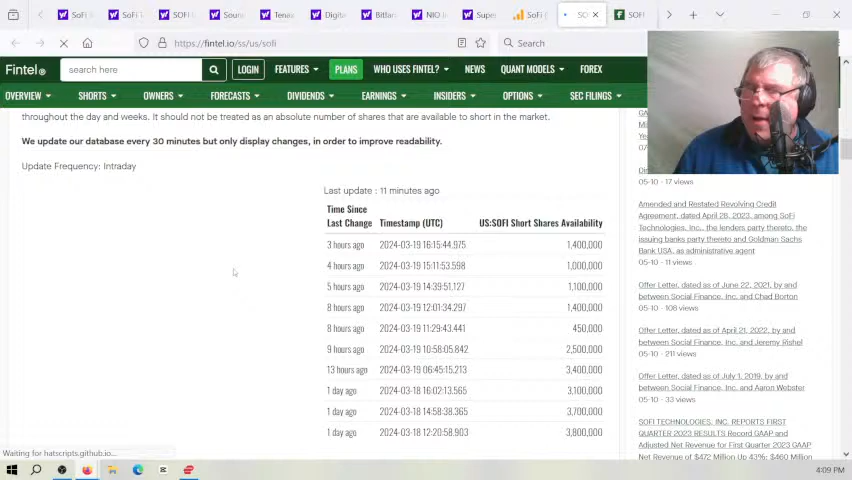 SoFi
SoFi T
SOFI
Soun
Tenau
Digita
Bitfarr
NIO In
Super
SoFi (
SO
SOFI
https://fintel.io/ss/us/sofi
Search
Fintel
search here
LOGIN
FEATURES
PLANS
WHO USES FINTEL?
NEWS
QUANT MODELS
FOREX
OVERVIEW
SHORTS
OWNERS
FORECASTS
DIVIDENDS
EARNINGS
INSIDERS
OPTIONS
SEC FILINGS
throughout the day and weeks. It should not be treated as an absolute number of shares that are available to short in the market.
We update our database every 30 minutes but only display changes, in order to improve readability.
Update Frequency: Intraday
Last update : 11 minutes ago
Time Since
Last Change Timestamp (UTC) US:SOFI Short Shares Availability
3 hours ago 2024-03-19 16:15:44.975 1,400,000
4 hours ago 2024-03-19 15:11:53.598 1,000,000
5 hours ago 2024-03-19 14:39:51.127 1,100,000
8 hours ago 2024-03-19 12:01:34.297 1,400,000
8 hours ago 2024-03-19 11:29:43.441 450,000
9 hours ago 2024-03-19 10:58:05.842 2,500,000
13 hours ago 2024-03-19 06:45:15.213 3,400,000
1 day ago 2024-03-18 16:02:13.565 3,100,000
1 day ago 2024-03-18 14:58:38.365 3,700,000
1 day ago 2024-03-18 12:20:58.903 3,800,000
05-10 - 17 views
Amended and Restated Revolving Credit
Agreement, dated April 28, 2023, among SoFi
Technologies, Inc., the lenders party thereto, the
issuing banks party thereto and Goldman Sachs
Bank USA, as administrative agent
05-10 - 11 views
Offer Letter, dated as of June 22, 2021, by and
between Social Finance, Inc. and Chad Borton
05-10 - 108 views
Offer Letter, dated as of April 21, 2022, by and
between Social Finance, Inc. and Jeremy Rishel
05-10 - 211 views
Offer Letter, dated as of July 1, 2019, by and
between Social Finance, Inc. and Aaron Webster
05-10 - 33 views
SOFI TECHNOLOGIES, INC. REPORTS FIRST
QUARTER 2023 RESULTS Record GAAP and
Adjusted Net Revenue for First Quarter 2023 GAAP
Net Revenue of $472 Million Up 43%; $460 Million
Waiting for hatscripts.github.io...
4:09 PM